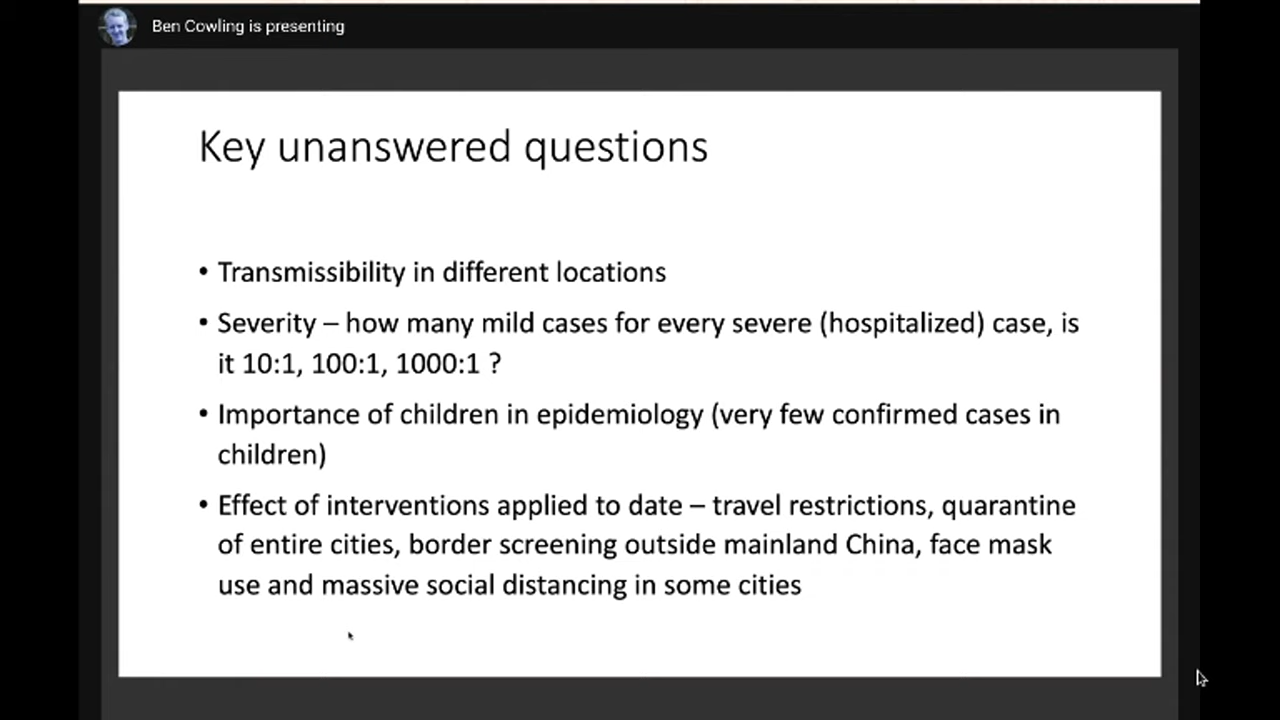 Ben Cowling is presenting
Key unanswered questions
• Transmissibility in different locations
• Severity – how many mild cases for every severe (hospitalized) case, is
it 10:1, 100:1, 1000:1 ?
• Importance of children in epidemiology (very few confirmed cases in
children)
• Effect of interventions applied to date – travel restrictions, quarantine
of entire cities, border screening outside mainland China, face mask
use and massive social distancing in some cities